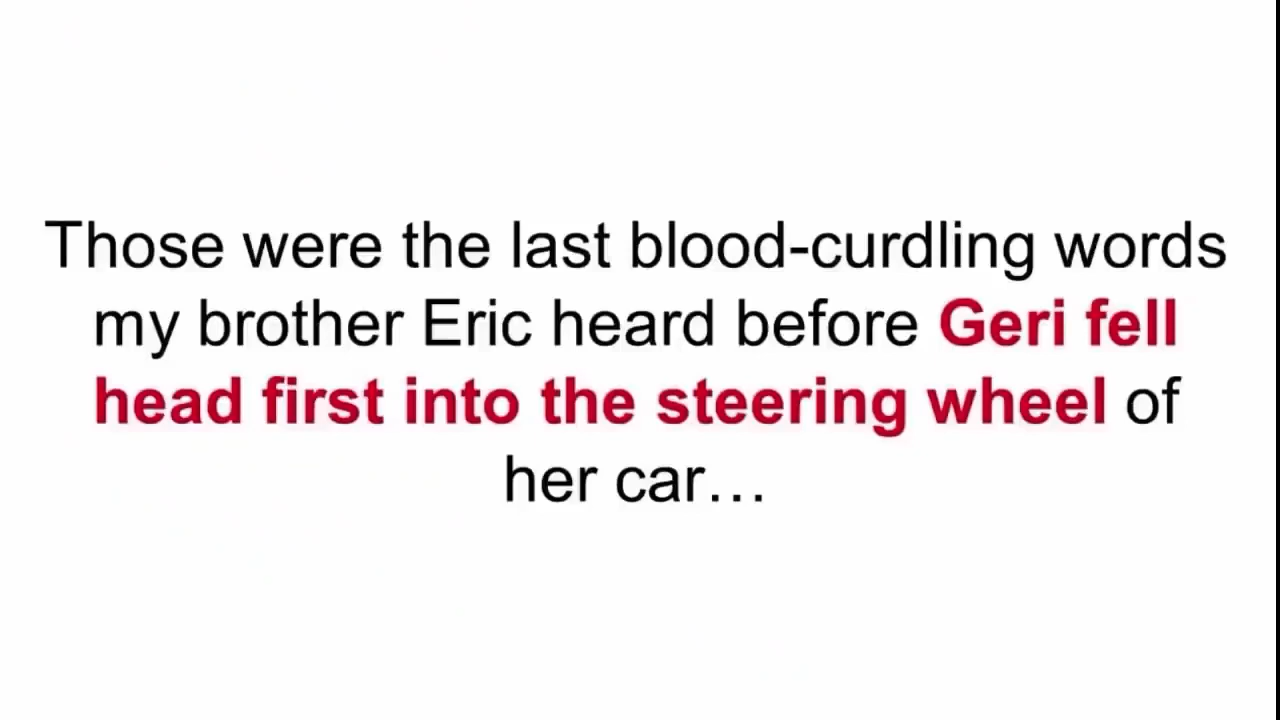 Those were the last blood-curdling words
my brother Eric heard before Geri fell
head first into the steering wheel of
her car…